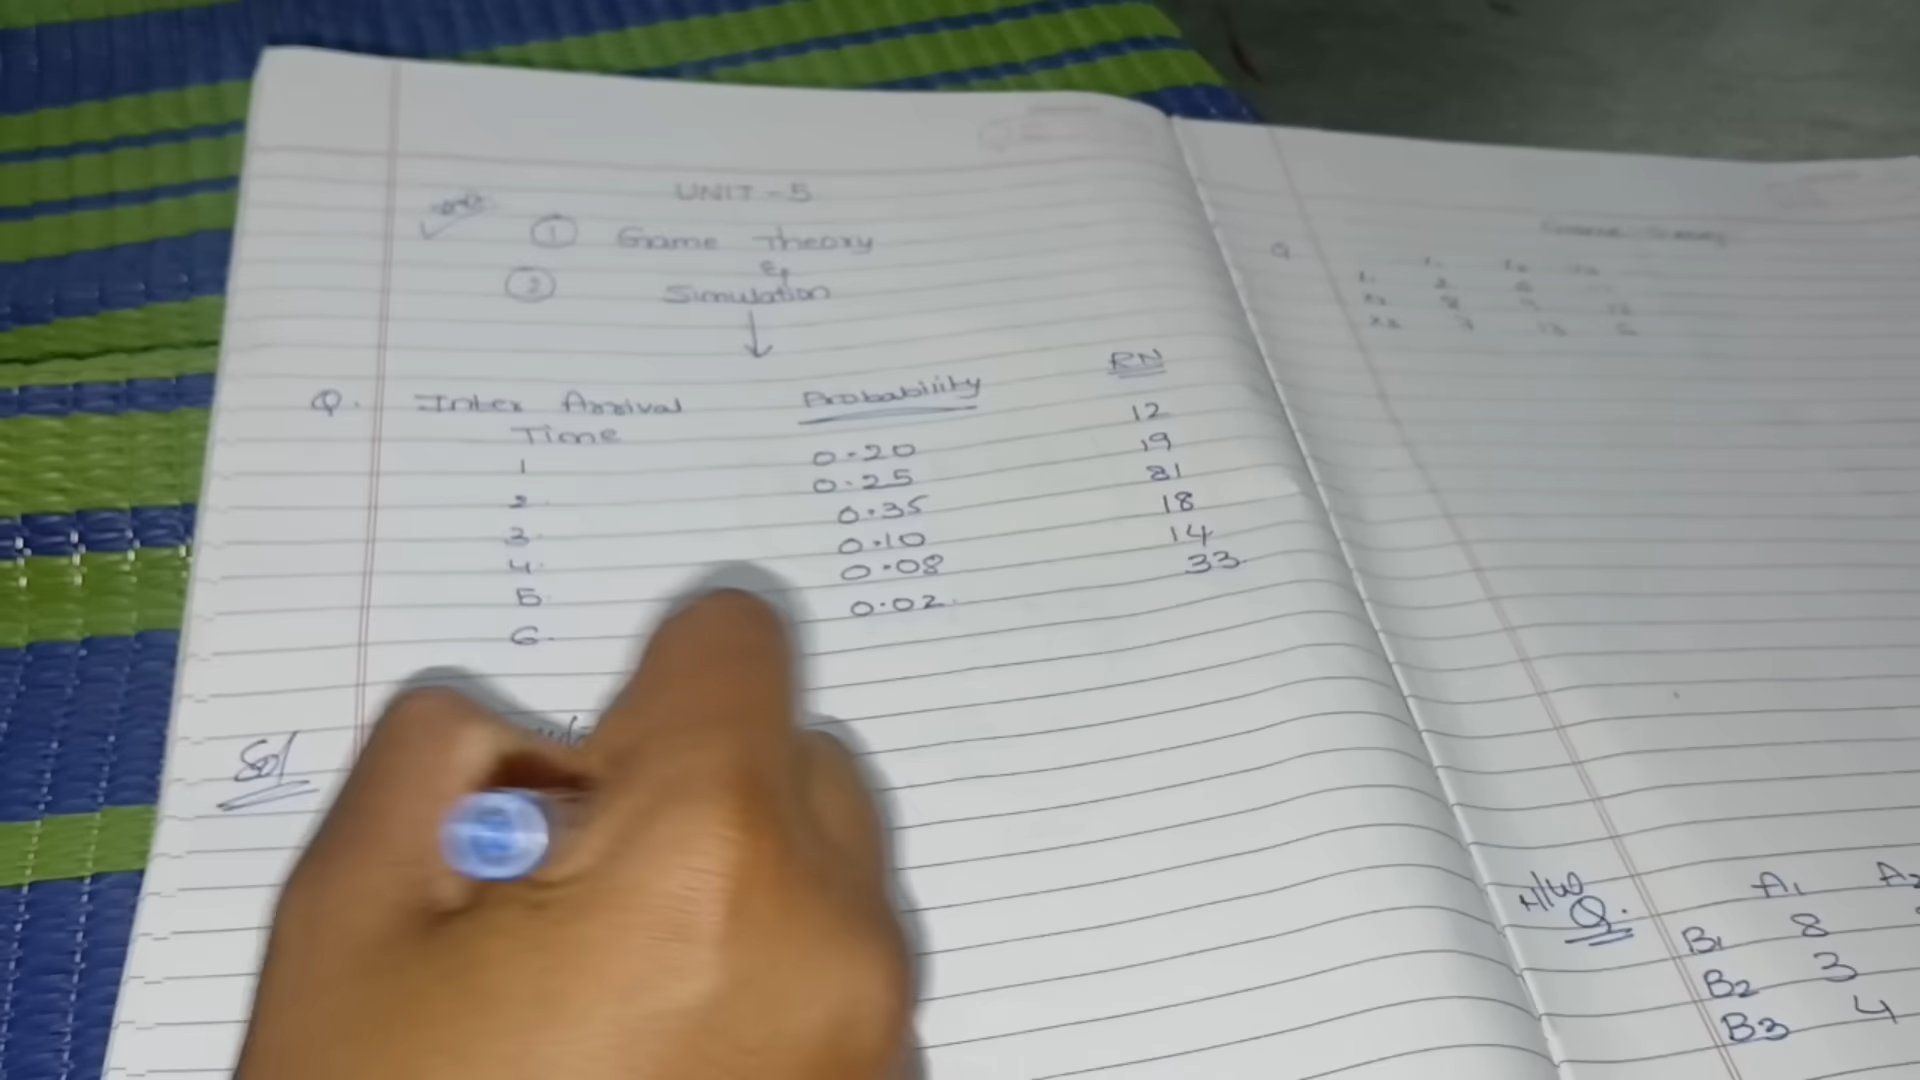 UNIT - 5
① Game Theory
&
② Simulation
↓
Q. Inter Arrival Probability RN
Time 12
1 0.20 19
2. 0.25 81
3. 0.35 18
4. 0.10 14
5. 0.08 33
6. 0.02.
Sol
H/W
Q. A1 A2
B1 8
B2 3
B3 4